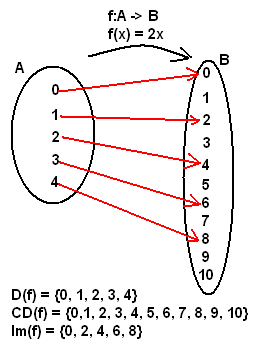 f:A -> B
f(x) = 2x
A
B
0
1
2
3
4
0
1
2
3
4
5
6
7
8
9
10
D(f) = {0, 1, 2, 3, 4}
CD(f) = {0,1, 2, 3, 4, 5, 6, 7, 8, 9, 10}
Im(f) = {0, 2, 4, 6, 8}